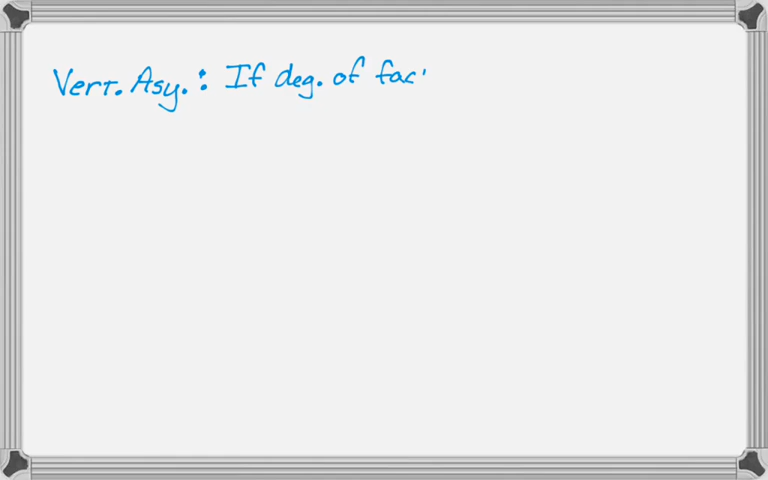 Vert. Asy.: If deg. of fac